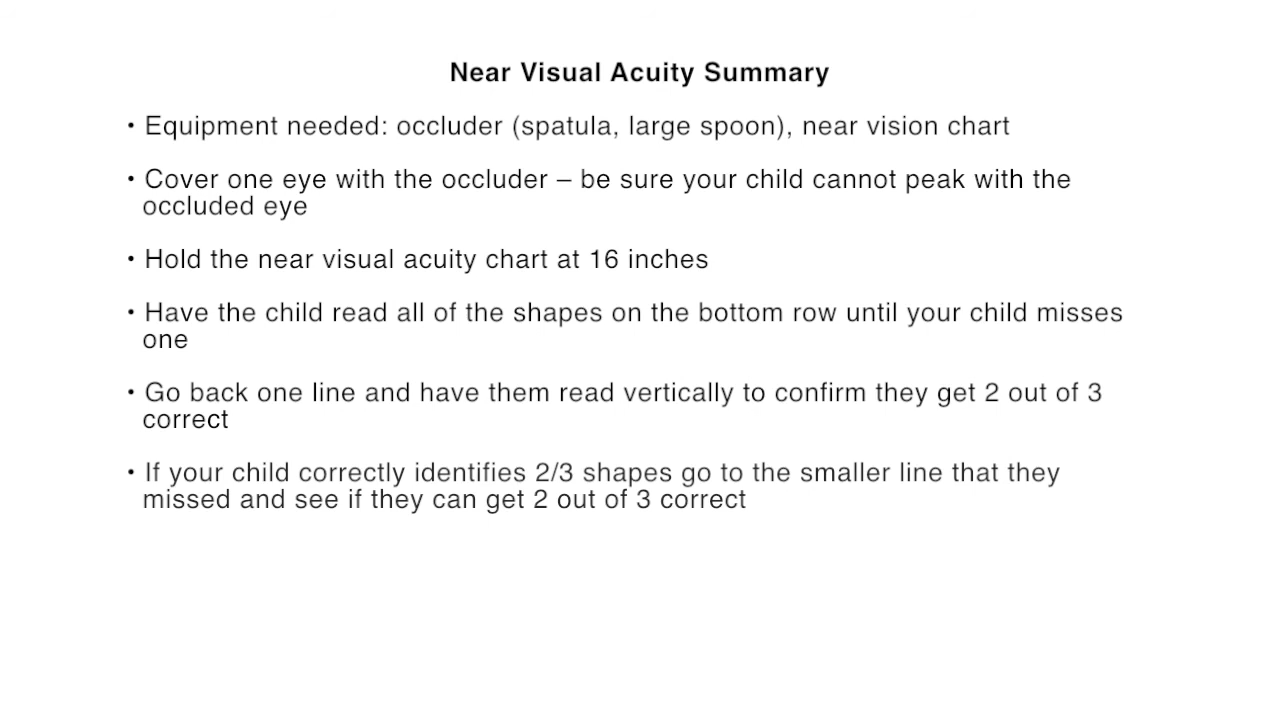 Near Visual Acuity Summary
• Equipment needed: occluder (spatula, large spoon), near vision chart
• Cover one eye with the occluder – be sure your child cannot peak with the
occluded eye
• Hold the near visual acuity chart at 16 inches
• Have the child read all of the shapes on the bottom row until your child misses
one
• Go back one line and have them read vertically to confirm they get 2 out of 3
correct
• If your child correctly identifies 2/3 shapes go to the smaller line that they
missed and see if they can get 2 out of 3 correct